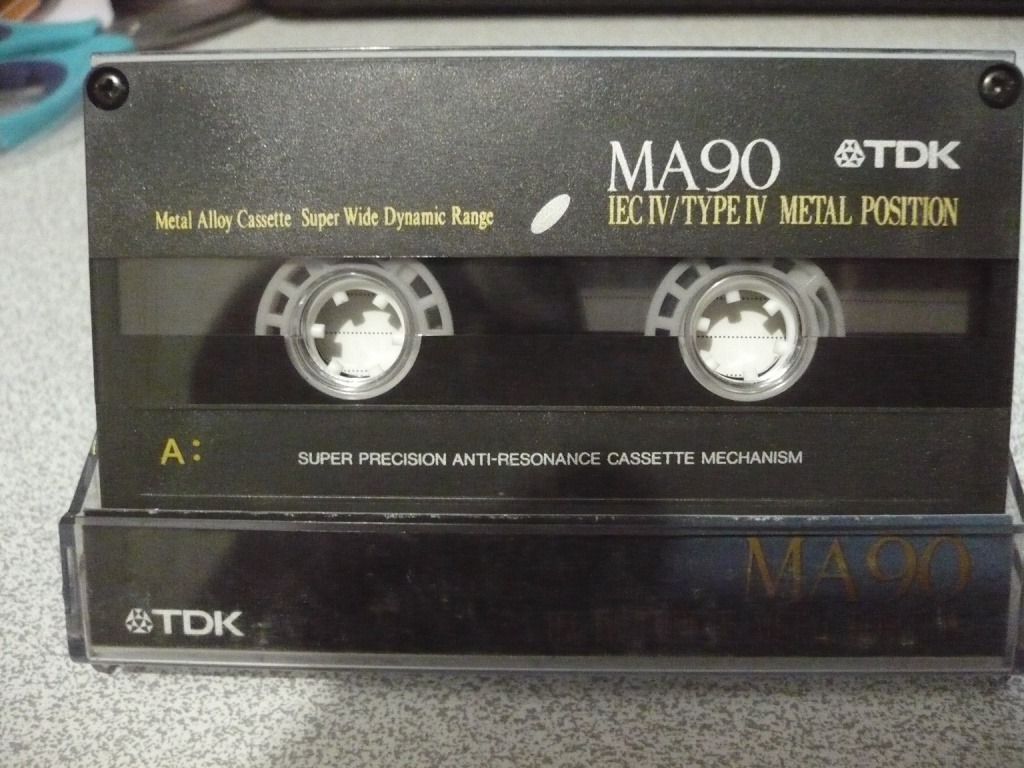 MA90 TDK
IEC IV/TYPE IV METAL POSITION
Metal Alloy Cassette Super Wide Dynamic Range
A:
SUPER PRECISION ANTI-RESONANCE CASSETTE MECHANISM
MA90
TDK